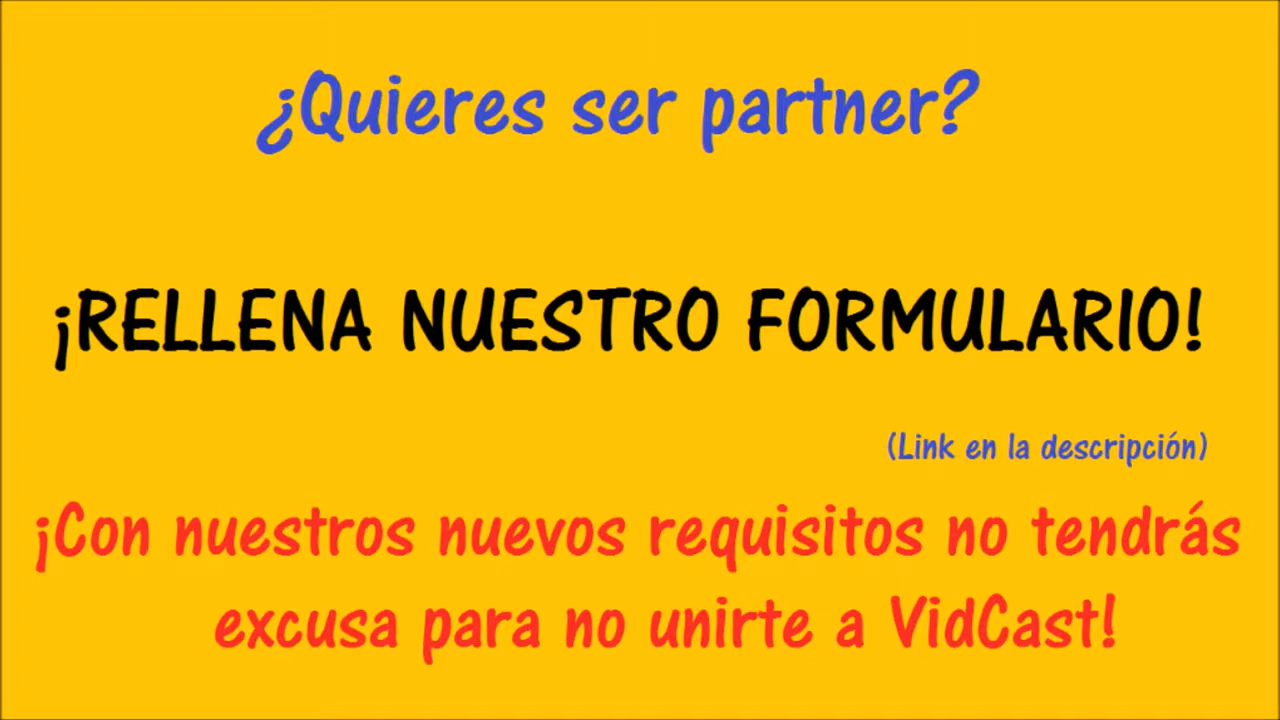 ¿Quieres ser partner?
¡RELLENA NUESTRO FORMULARIO!
(Link en la descripción)
¡Con nuestros nuevos requisitos no tendrás
excusa para no unirte a VidCast!